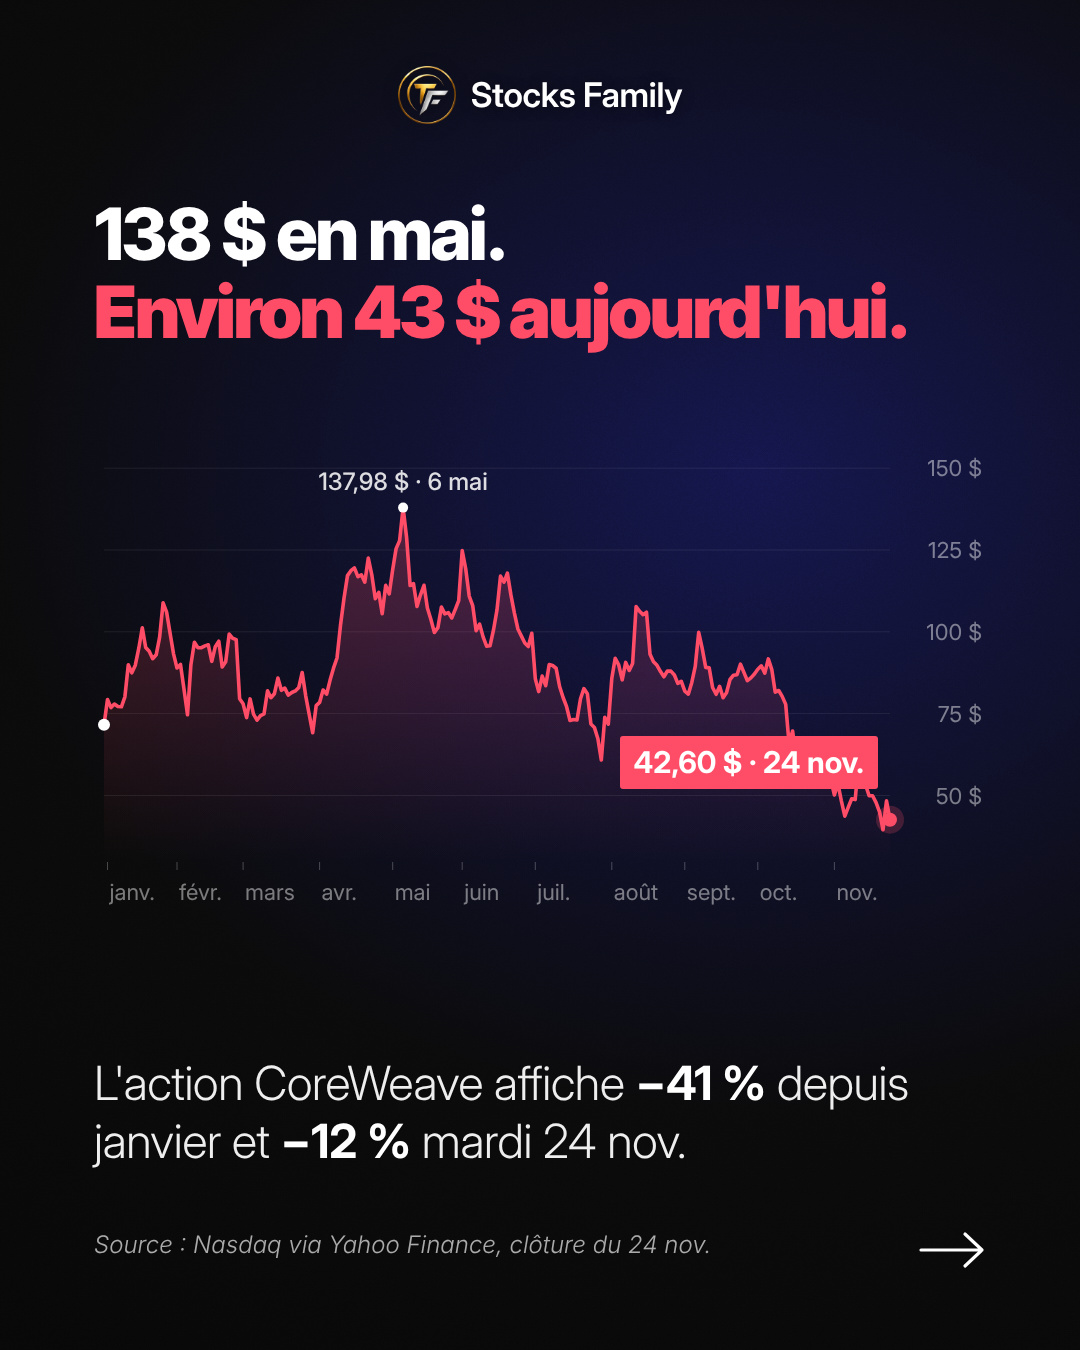 TF Stocks Family
138 $ en mai.
Environ 43 $ aujourd'hui.
150 $
137,98 $ · 6 mai
125 $
100 $
75 $
42,60 $ · 24 nov.
50 $
janv. févr. mars avr. mai juin juil. août sept. oct. nov.
L'action CoreWeave affiche −41 % depuis
janvier et −12 % mardi 24 nov.
Source : Nasdaq via Yahoo Finance, clôture du 24 nov.